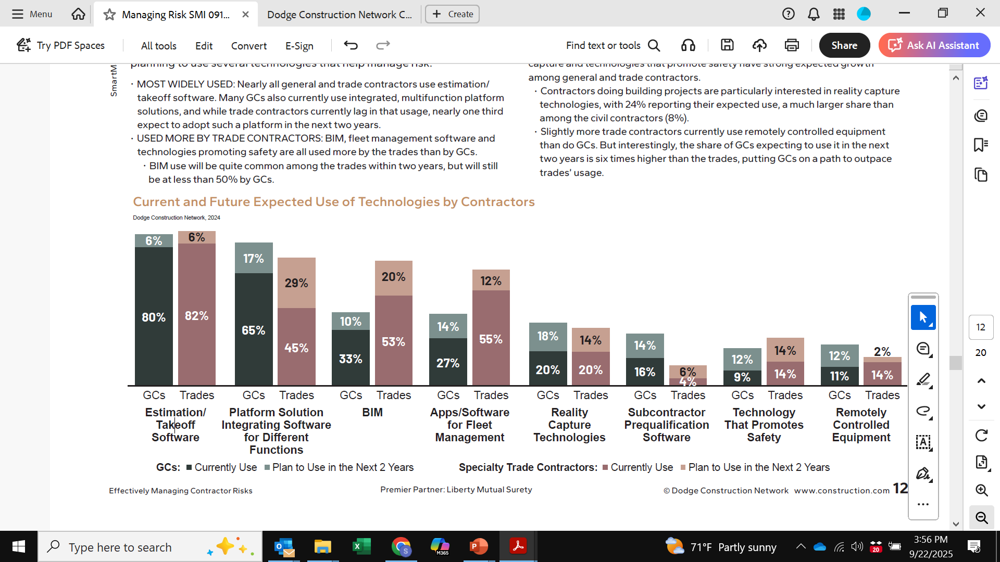 Menu
Managing Risk SMI 091...
Dodge Construction Network C...
Create
Try PDF Spaces
All tools
Edit
Convert
E-Sign
Find text or tools
Share
Ask AI Assistant
SmartM
planning to use several technologies that help manage risk.
· MOST WIDELY USED: Nearly all general and trade contractors use estimation/
takeoff software. Many GCs also currently use integrated, multifunction platform
solutions, and while trade contractors currently lag in that usage, nearly one third
expect to adopt such a platform in the next two years.
· USED MORE BY TRADE CONTRACTORS: BIM, fleet management software and
technologies promoting safety are all used more by the trades than by GCs.
· BIM use will be quite common among the trades within two years, but will still
be at less than 50% by GCs.
capture and technologies that promote safety have strong expected growth
among general and trade contractors.
· Contractors doing building projects are particularly interested in reality capture
technologies, with 24% reporting their expected use, a much larger share than
among the civil contractors (8%).
· Slightly more trade contractors currently use remotely controlled equipment
than do GCs. But interestingly, the share of GCs expecting to use it in the next
two years is six times higher than the trades, putting GCs on a path to outpace
trades' usage.
Current and Future Expected Use of Technologies by Contractors
Dodge Construction Network, 2024
6%
80%
6%
82%
17%
65%
29%
45%
10%
33%
20%
53%
14%
27%
12%
55%
18%
20%
14%
20%
14%
16%
6%
4%
12%
9%
14%
14%
12%
11%
2%
14%
GCs Trades GCs Trades GCs Trades GCs Trades GCs Trades GCs Trades GCs Trades GCs Trades
Estimation/
Takeoff
Software
Platform Solution
Integrating Software
for Different
Functions
BIM
Apps/Software
for Fleet
Management
Reality
Capture
Technologies
Subcontractor
Prequalification
Software
Technology
That Promotes
Safety
Remotely
Controlled
Equipment
GCs: Currently Use Plan to Use in the Next 2 Years
Specialty Trade Contractors: Currently Use Plan to Use in the Next 2 Years
Effectively Managing Contractor Risks
Premier Partner: Liberty Mutual Surety
© Dodge Construction Network www.construction.com 12
12
20
A
Type here to search
O
X
S
M365
P
71°F Partly sunny
20
3:56 PM
9/22/2025